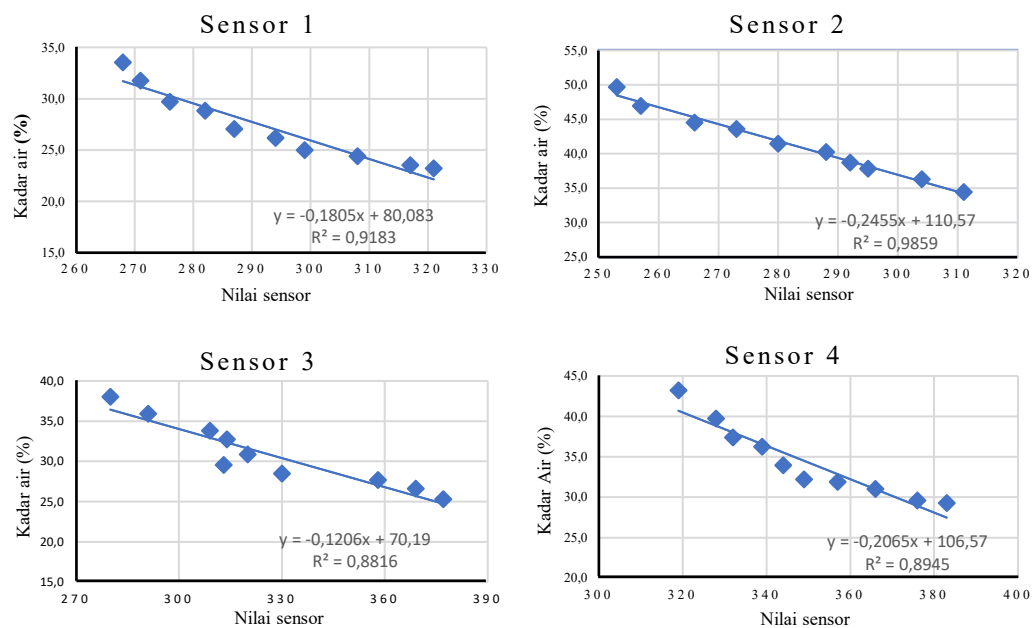 Sensor 1
35,0
30,0
25,0
20,0
15,0
Kadar air (%)
y = -0,1805x + 80,083
R² = 0,9183
260 270 280 290 300 310 320 330
Nilai sensor
Sensor 2
55,0
50,0
45,0
40,0
35,0
30,0
25,0
Kadar air (%)
y = -0,2455x + 110,57
R² = 0,9859
250 260 270 280 290 300 310 320
Nilai sensor
Sensor 3
40,0
35,0
30,0
25,0
20,0
15,0
Kadar air (%)
y = -0,1206x + 70,19
R² = 0,8816
270 300 330 360 390
Nilai sensor
Sensor 4
45,0
40,0
35,0
30,0
25,0
20,0
Kadar Air (%)
y = -0,2065x + 106,57
R² = 0,8945
300 320 340 360 380 400
Nilai sensor